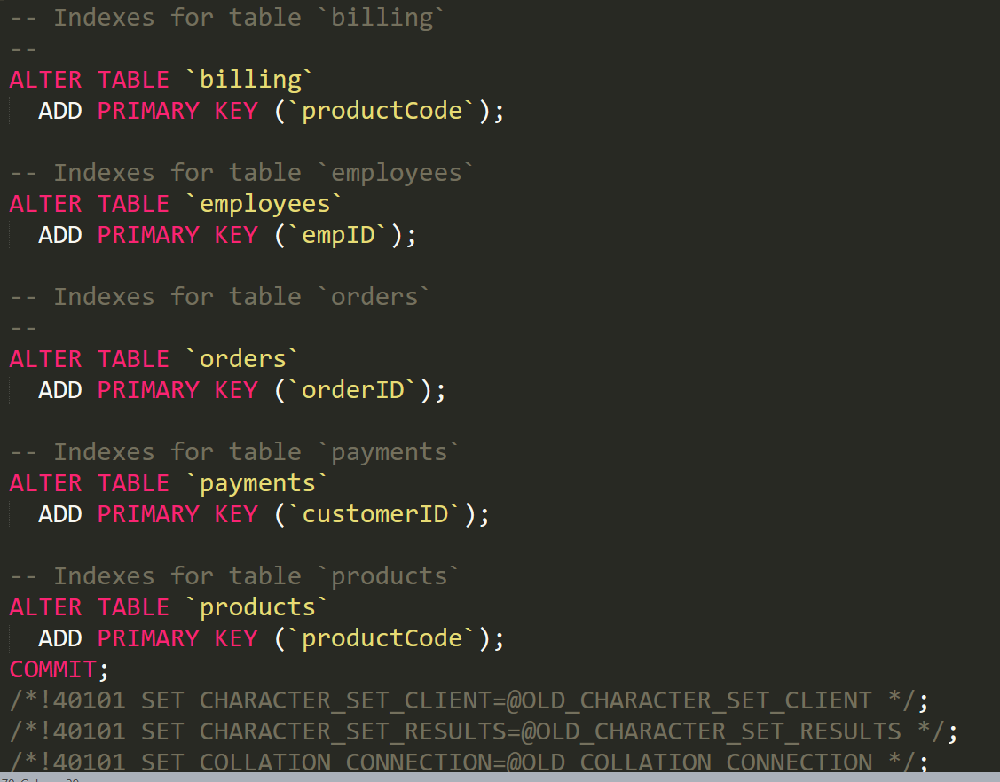 -- Indexes for table `billing`
--
ALTER TABLE `billing`
  ADD PRIMARY KEY (`productCode`);

-- Indexes for table `employees`
ALTER TABLE `employees`
  ADD PRIMARY KEY (`empID`);

-- Indexes for table `orders`
--
ALTER TABLE `orders`
  ADD PRIMARY KEY (`orderID`);

-- Indexes for table `payments`
ALTER TABLE `payments`
  ADD PRIMARY KEY (`customerID`);

-- Indexes for table `products`
ALTER TABLE `products`
  ADD PRIMARY KEY (`productCode`);
COMMIT;
/*!40101 SET CHARACTER_SET_CLIENT=@OLD_CHARACTER_SET_CLIENT */;
/*!40101 SET CHARACTER_SET_RESULTS=@OLD_CHARACTER_SET_RESULTS */;
/*!40101 SET COLLATION_CONNECTION=@OLD_COLLATION_CONNECTION */;